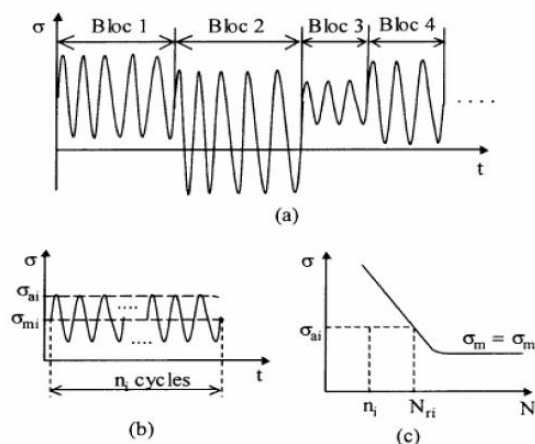 σ Bloc 1 Bloc 2 Bloc 3 Bloc 4
....
t
(a)
σ σ
σai
σmi
σai σm = σm
.... ....
t
ni cycles
ni Nri N
(b) (c)